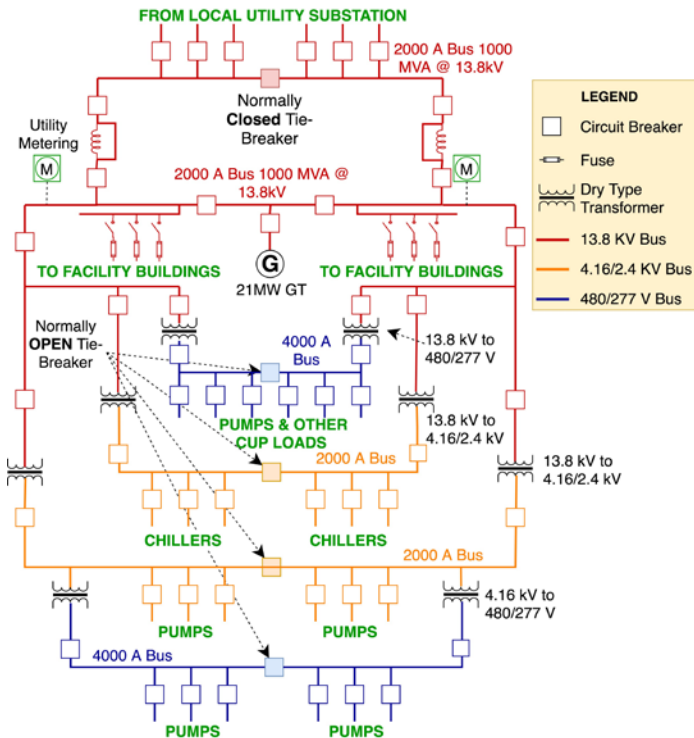 FROM LOCAL UTILITY SUBSTATION
2000 A Bus 1000
MVA @ 13.8kV
Normally
Closed Tie-
Breaker
Utility
Metering
M
M
2000 A Bus 1000 MVA @
13.8kV
G
21MW GT
TO FACILITY BUILDINGS
TO FACILITY BUILDINGS
Normally
OPEN Tie-
Breaker
4000 A
Bus
13.8 kV to
480/277 V
PUMPS & OTHER
CUP LOADS
13.8 kV to
4.16/2.4 kV
2000 A Bus
13.8 kV to
4.16/2.4 kV
CHILLERS
CHILLERS
2000 A Bus
PUMPS
PUMPS
4.16 kV to
480/277 V
4000 A Bus
PUMPS
PUMPS
LEGEND
Circuit Breaker
Fuse
Dry Type
Transformer
13.8 KV Bus
4.16/2.4 KV Bus
480/277 V Bus